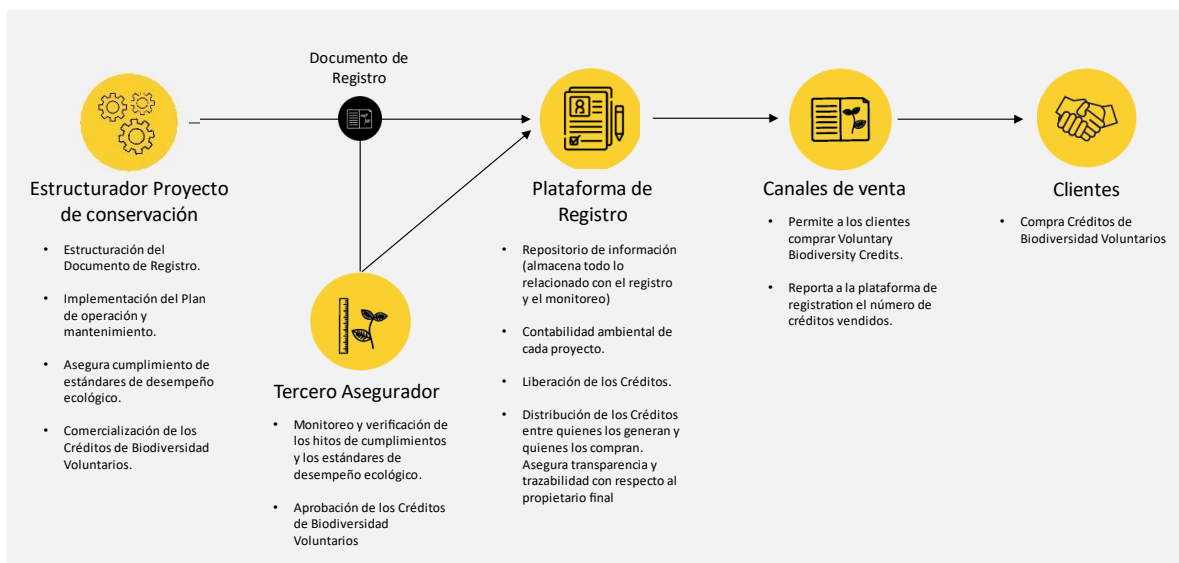 Documento de
Registro
Estructurador Proyecto
de conservación
• Estructuración del
Documento de Registro.
• Implementación del Plan
de operación y
mantenimiento.
• Asegura cumplimiento de
estándares de desempeño
ecológico.
• Comercialización de los
Créditos de Biodiversidad
Voluntarios.
Tercero Asegurador
• Monitoreo y verificación de
los hitos de cumplimientos
y los estándares de
desempeño ecológico.
• Aprobación de los Créditos
de Biodiversidad
Voluntarios
Plataforma de
Registro
• Repositorio de información
(almacena todo lo
relacionado con el registro
y el monitoreo)
• Contabilidad ambiental de
cada proyecto.
• Liberación de los Créditos.
• Distribución de los Créditos
entre quienes los generan y
quienes los compran.
Asegura transparencia y
trazabilidad con respecto al
propietario final
Canales de venta
• Permite a los clientes
comprar Voluntary
Biodiversity Credits.
• Reporta a la plataforma de
registration el número de
créditos vendidos.
Clientes
• Compra Créditos de
Biodiversidad Voluntarios